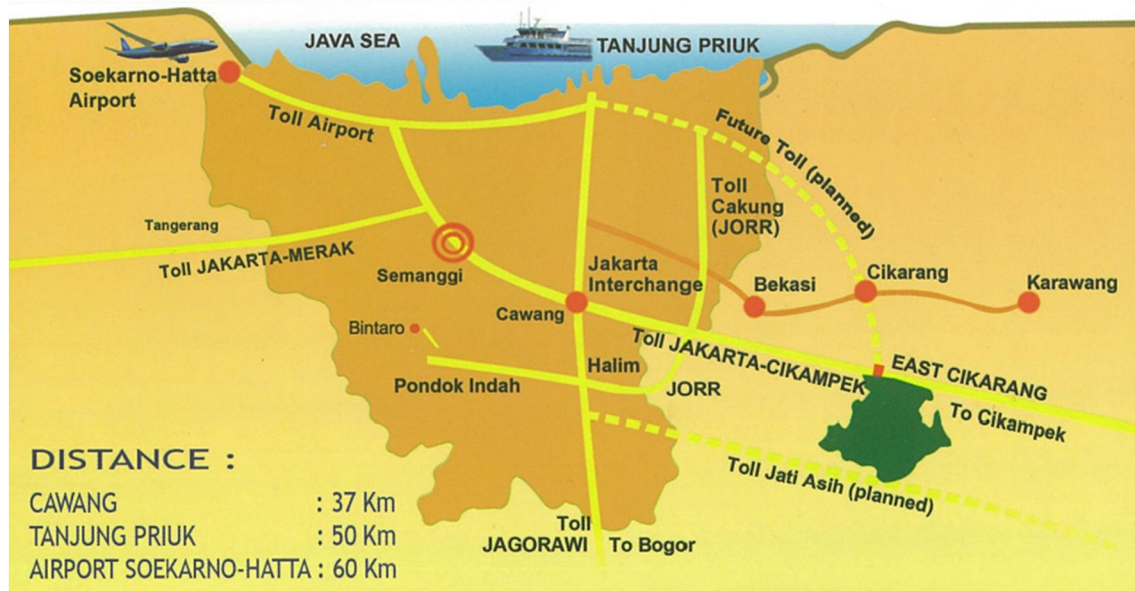 JAVA SEA
TANJUNG PRIUK
Soekarno-Hatta
Airport
Toll Airport
Future Toll (planned)
Toll
Cakung
(JORR)
Tangerang
Toll JAKARTA-MERAK
Semanggi
Jakarta
Interchange
Bekasi
Cikarang
Karawang
Cawang
Bintaro
Toll JAKARTA-CIKAMPEK
Halim
Pondok Indah
JORR
EAST CIKARANG
To Cikampek
Toll Jati Asih (planned)
Toll
JAGORAWI
To Bogor
DISTANCE :
CAWANG : 37 Km
TANJUNG PRIUK : 50 Km
AIRPORT SOEKARNO-HATTA : 60 Km